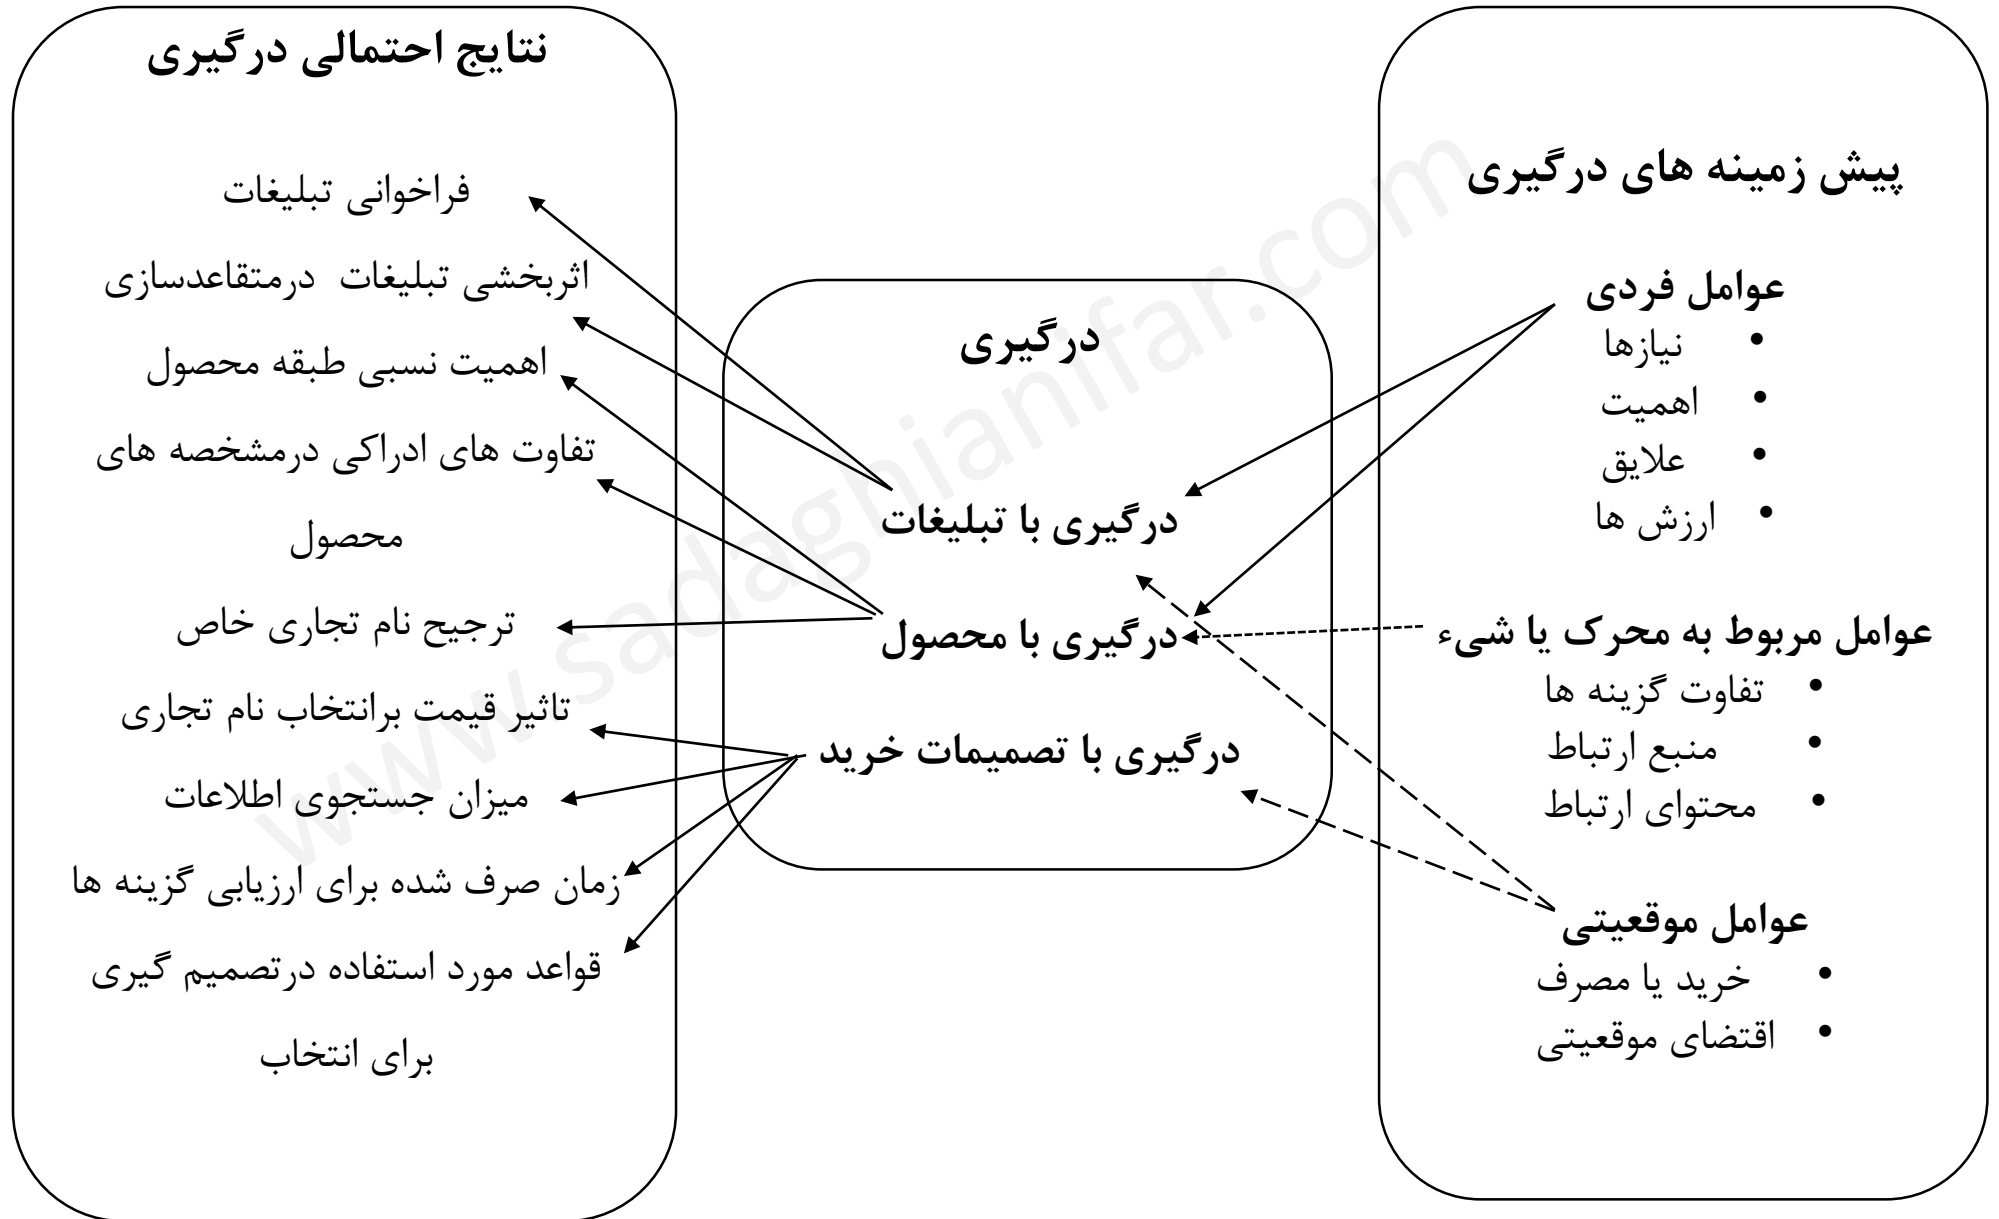 پیش زمینه های درگیری
عوامل فردی
• نیازها
• اهمیت
• علایق
• ارزش ها
عوامل مربوط به محرک یا شیء
• تفاوت گزینه ها
• منبع ارتباط
• محتوای ارتباط
عوامل موقعیتی
• خرید یا مصرف
• اقتضای موقعیتی
درگیری
درگیری با تبلیغات
درگیری با محصول
درگیری با تصمیمات خرید
نتایج احتمالی درگیری
فراخوانی تبلیغات
اثربخشی تبلیغات درمتقاعدسازی
اهمیت نسبی طبقه محصول
تفاوت های ادراکی درمشخصه های
محصول
ترجیح نام تجاری خاص
تاثیر قیمت برانتخاب نام تجاری
میزان جستجوی اطلاعات
زمان صرف شده برای ارزیابی گزینه ها
قواعد مورد استفاده درتصمیم گیری
برای انتخاب
www.sadaghianifar.com